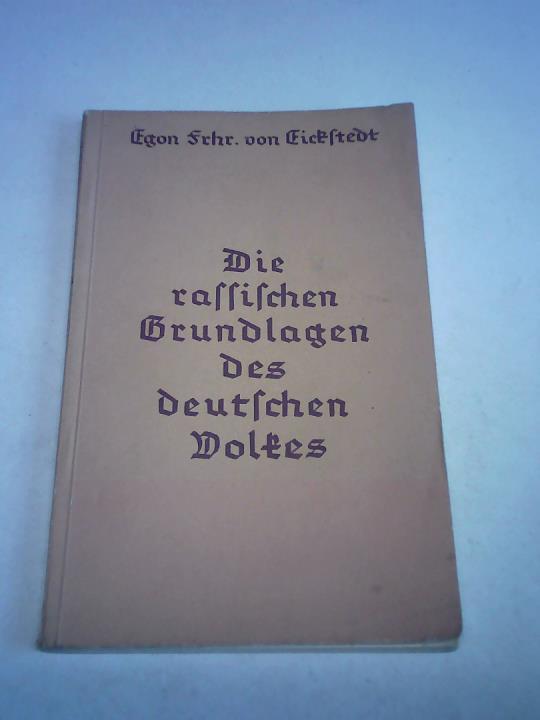 Egon Frhr. von Eickſtedt
Die
raſſiſchen
Grundlagen
des
deutſchen
Volkes